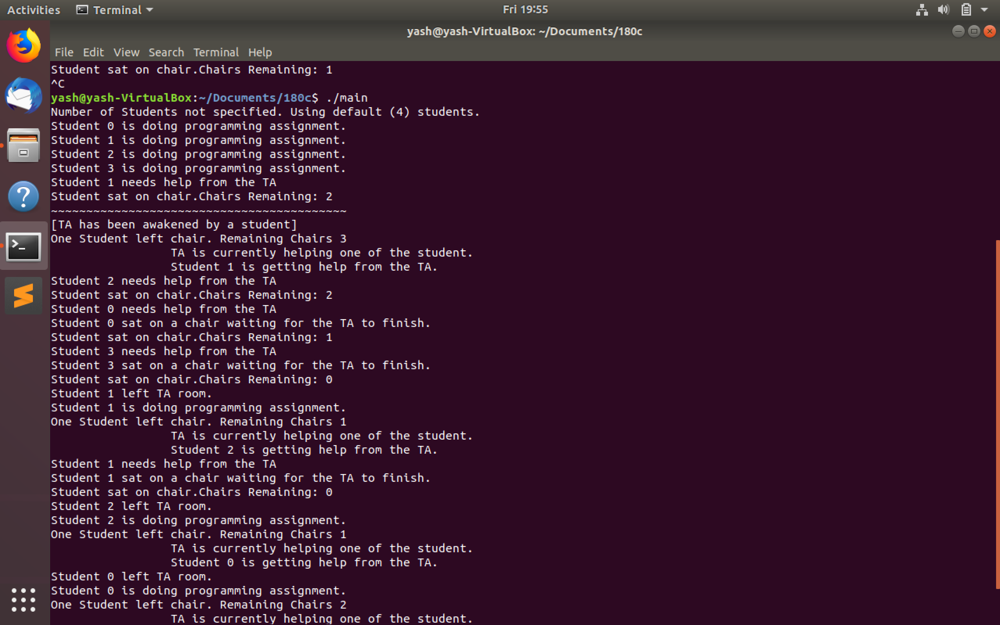 Activities Terminal Fri 19:55
yash@yash-VirtualBox: ~/Documents/180c
File Edit View Search Terminal Help
Student sat on chair.Chairs Remaining: 1
^C
yash@yash-VirtualBox:~/Documents/180c$ ./main
Number of Students not specified. Using default (4) students.
Student 0 is doing programming assignment.
Student 1 is doing programming assignment.
Student 2 is doing programming assignment.
Student 3 is doing programming assignment.
Student 1 needs help from the TA
Student sat on chair.Chairs Remaining: 2
~~~~~~~~~~~~~~~~~~~~~~~~~~~~~~~~~~~~~~~~~~
[TA has been awakened by a student]
One Student left chair. Remaining Chairs 3
TA is currently helping one of the student.
Student 1 is getting help from the TA.
Student 2 needs help from the TA
Student sat on chair.Chairs Remaining: 2
Student 0 needs help from the TA
Student 0 sat on a chair waiting for the TA to finish.
Student sat on chair.Chairs Remaining: 1
Student 3 needs help from the TA
Student 3 sat on a chair waiting for the TA to finish.
Student sat on chair.Chairs Remaining: 0
Student 1 left TA room.
Student 1 is doing programming assignment.
One Student left chair. Remaining Chairs 1
TA is currently helping one of the student.
Student 2 is getting help from the TA.
Student 1 needs help from the TA
Student 1 sat on a chair waiting for the TA to finish.
Student sat on chair.Chairs Remaining: 0
Student 2 left TA room.
Student 2 is doing programming assignment.
One Student left chair. Remaining Chairs 1
TA is currently helping one of the student.
Student 0 is getting help from the TA.
Student 0 left TA room.
Student 0 is doing programming assignment.
One Student left chair. Remaining Chairs 2
TA is currently helping one of the student.